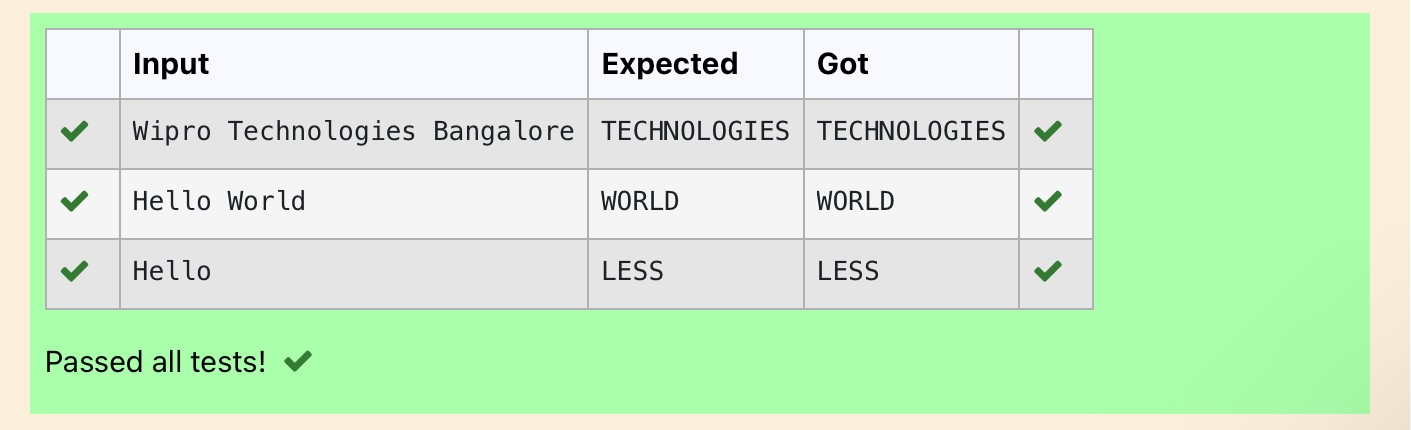 Input Expected Got
Wipro Technologies Bangalore TECHNOLOGIES TECHNOLOGIES
Hello World WORLD WORLD
Hello LESS LESS
Passed all tests!